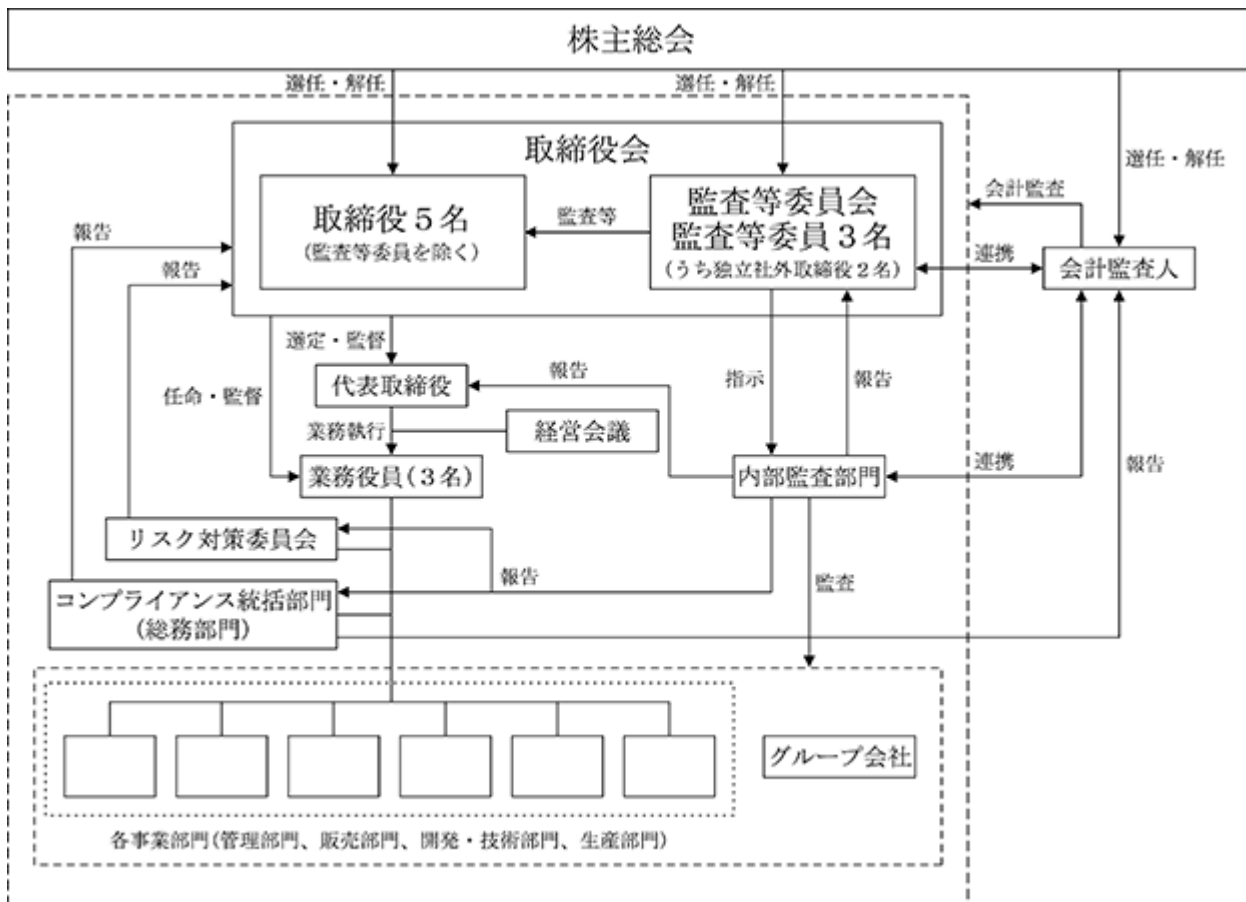 株主総会
選任・解任
選任・解任
選任・解任
取締役会
取締役5名
(監査等委員を除く)
監査等
監査等委員会
監査等委員3名
(うち独立社外取締役2名)
会計監査
連携
会計監査人
報告
報告
選定・監督
任命・監督
代表取締役
報告
指示
報告
業務執行
経営会議
業務役員(3名)
内部監査部門
連携
報告
リスク対策委員会
報告
監査
コンプライアンス統括部門
(総務部門)
グループ会社
各事業部門(管理部門、販売部門、開発・技術部門、生産部門)